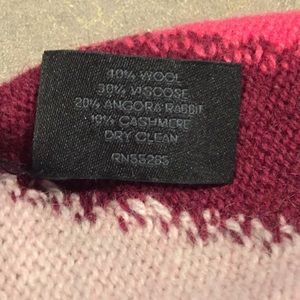 40% WOOL
30% VISCOSE
20% ANGORA RABBIT
10% CASHMERE
DRY CLEAN
RN55285